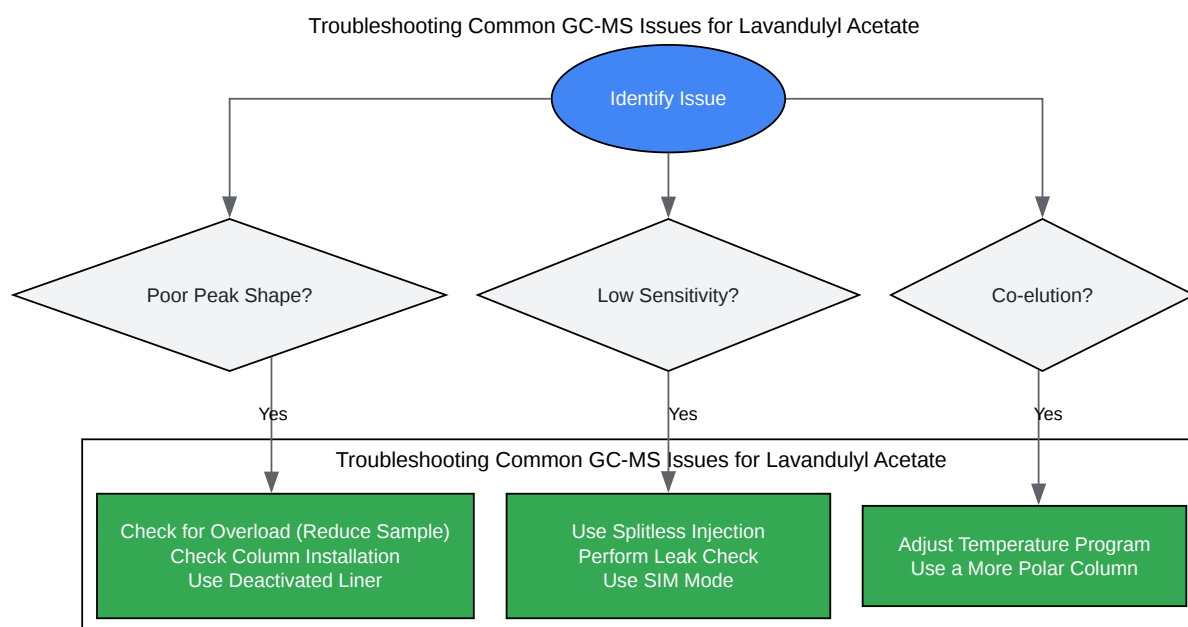 Troubleshooting Common GC-MS Issues for Lavandulyl Acetate
Identify Issue
Poor Peak Shape?
Low Sensitivity?
Co-elution?
Yes
Yes
Yes
Troubleshooting Common GC-MS Issues for Lavandulyl Acetate
Check for Overload (Reduce Sample)
Check Column Installation
Use Deactivated Liner
Use Splitless Injection
Perform Leak Check
Use SIM Mode
Adjust Temperature Program
Use a More Polar Column